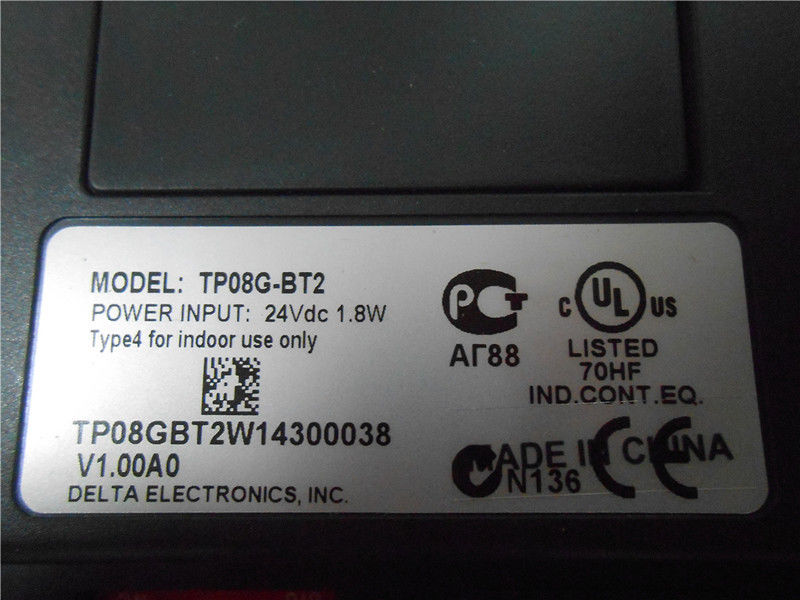 MODEL: TP08G-BT2
POWER INPUT: 24Vdc 1.8W
Type4 for indoor use only
TP08GBT2W14300038
V1.00A0
DELTA ELECTRONICS, INC.
РСТ
АГ88
C UL US
LISTED
70HF
IND.CONT.EQ.
MADE IN CHINA
N136
CE